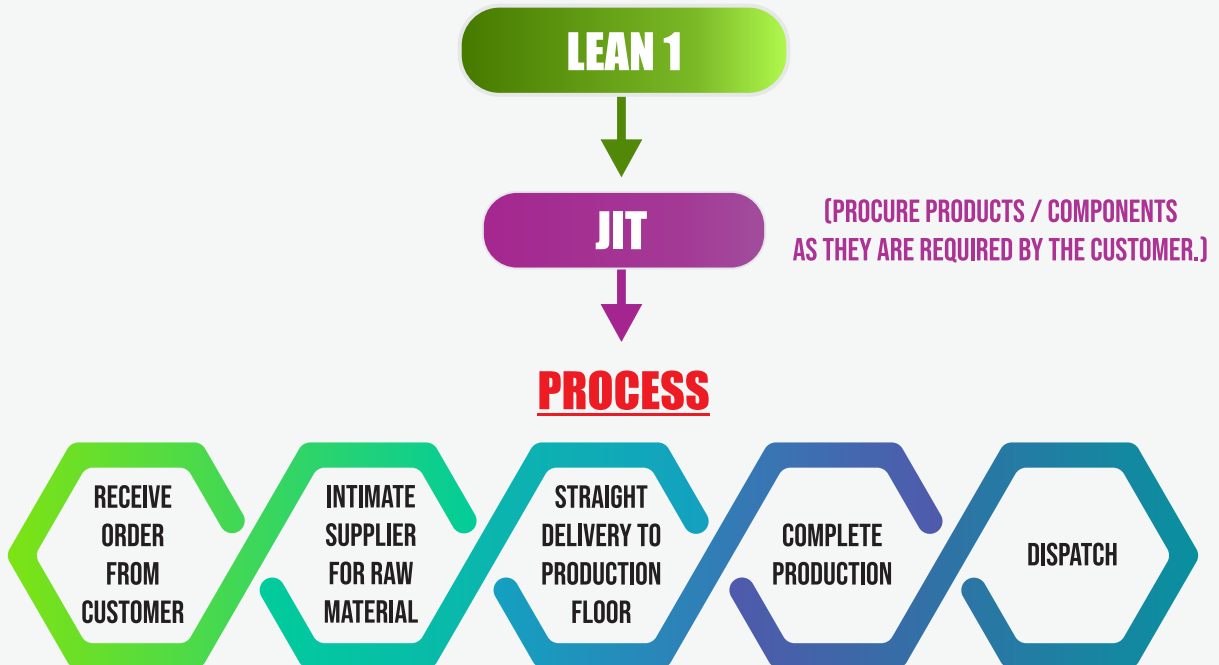 LEAN 1
JIT
(PROCURE PRODUCTS / COMPONENTS
AS THEY ARE REQUIRED BY THE CUSTOMER.)
PROCESS
RECEIVE
ORDER
FROM
CUSTOMER
INTIMATE
SUPPLIER
FOR RAW
MATERIAL
STRAIGHT
DELIVERY TO
PRODUCTION
FLOOR
COMPLETE
PRODUCTION
DISPATCH